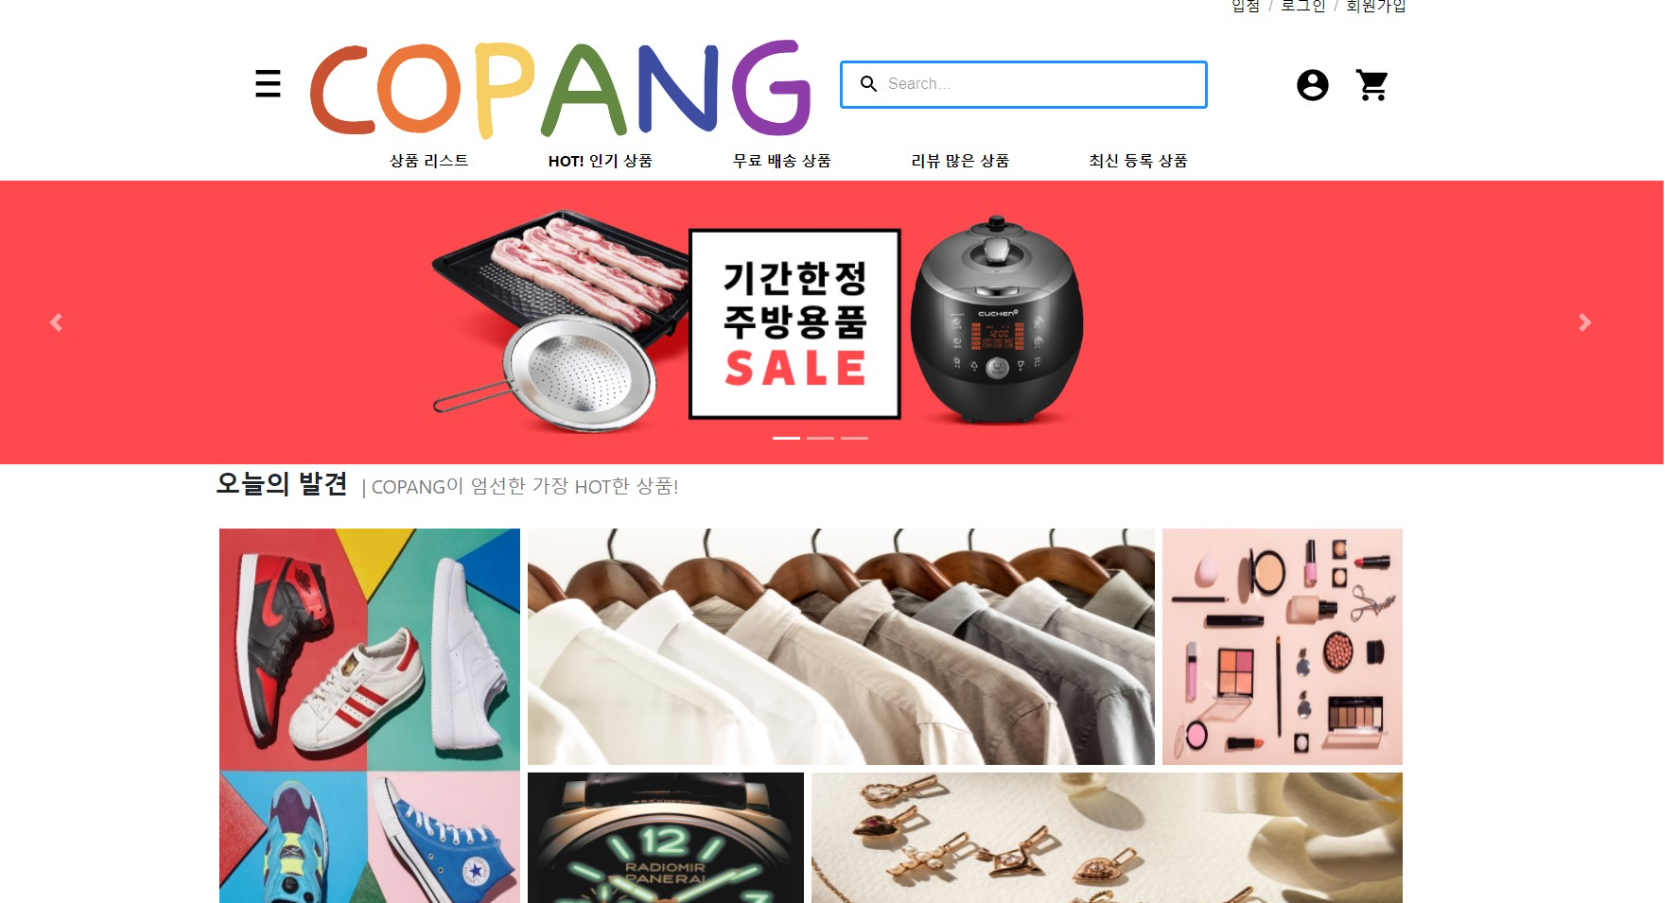 입점 / 로그인 / 회원가입
COPANG
Search...
상품 리스트 HOT! 인기 상품 무료 배송 상품 리뷰 많은 상품 최신 등록 상품
기간한정
주방용품
SALE
CUCHEN
12:00
오늘의 발견 | COPANG이 엄선한 가장 HOT한 상품!
12
RADIOMIR
PANERAI